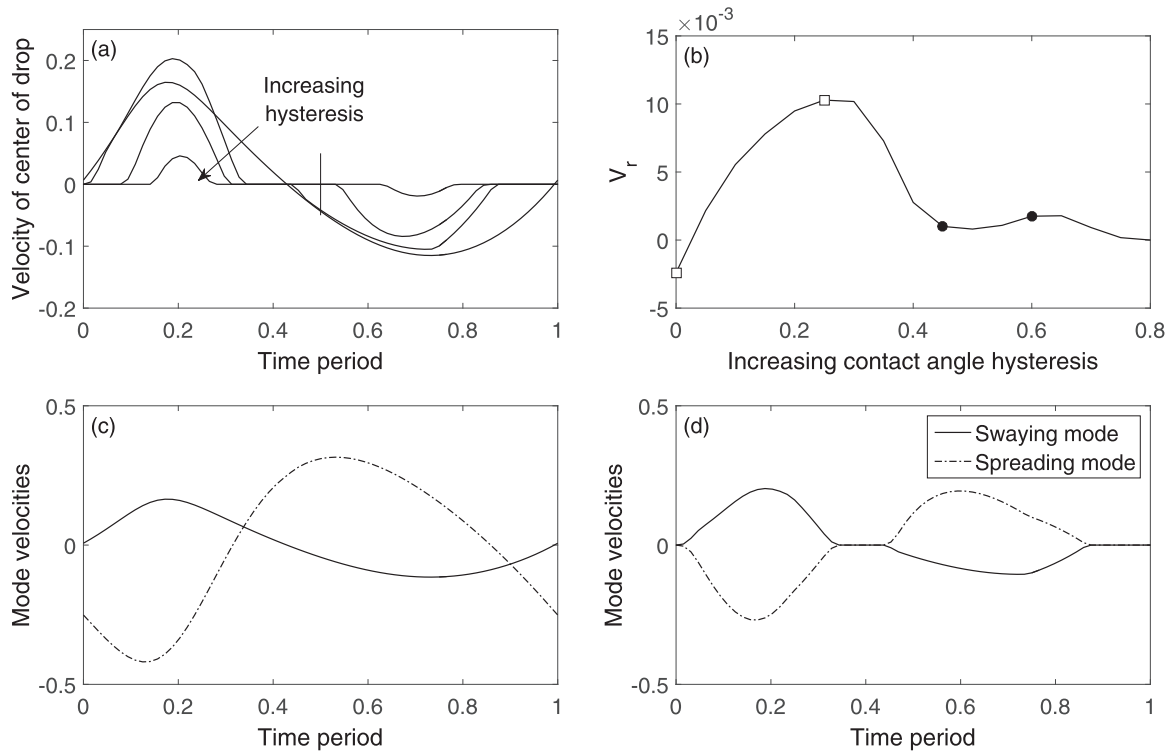 (a)
Velocity of center of drop
0.2
0.1
0
-0.1
-0.2
Increasing
hysteresis
0 0.2 0.4 0.6 0.8 1
Time period
×10-3
(b)
Vr
15
10
5
0
-5
0 0.2 0.4 0.6 0.8
Increasing contact angle hysteresis
(c)
Mode velocities
0.5
0
-0.5
0 0.2 0.4 0.6 0.8 1
Time period
(d)
Mode velocities
0.5
0
-0.5
Swaying mode
Spreading mode
0 0.2 0.4 0.6 0.8 1
Time period